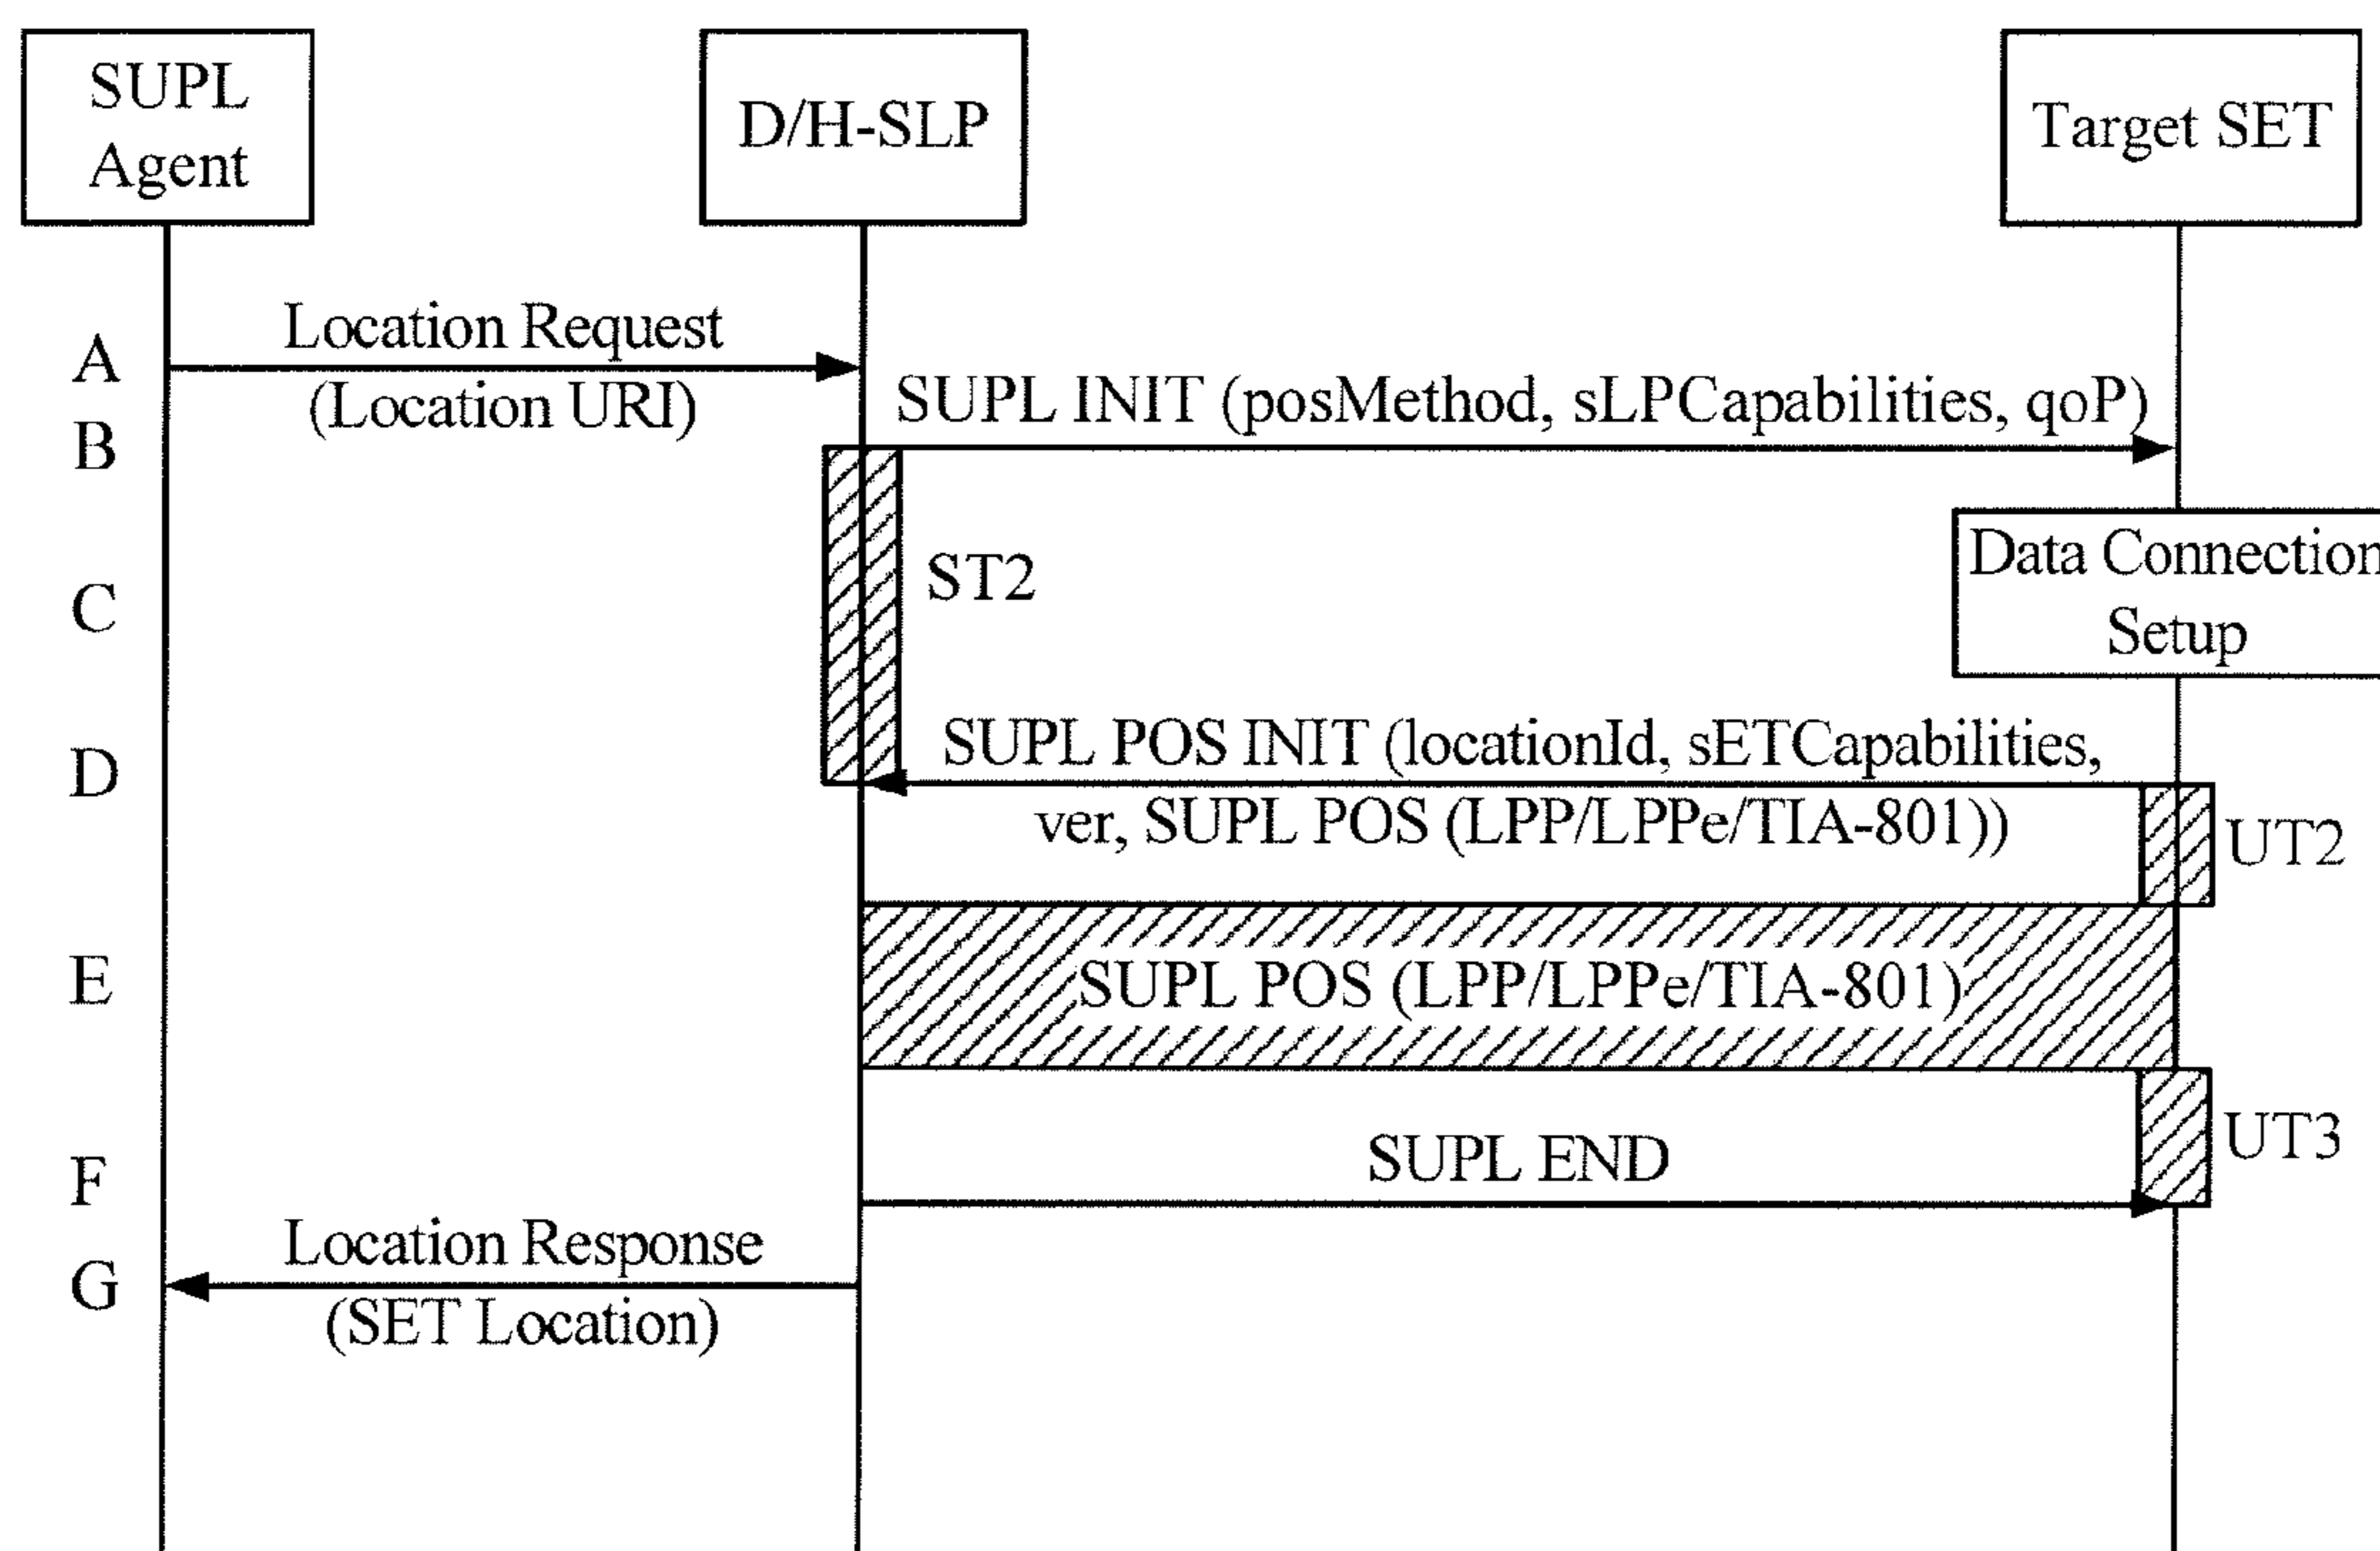 SUPL
Agent
D/H-SLP
Target SET
A
Location Request
(Location URI)
B
SUPL INIT (posMethod, sLPCapabilities, qoP)
C
ST2
Data Connection
Setup
D
SUPL POS INIT (locationId, sETCapabilities,
ver, SUPL POS (LPP/LPPe/TIA-801))
UT2
E
SUPL POS (LPP/LPPe/TIA-801)
F
SUPL END
UT3
G
Location Response
(SET Location)